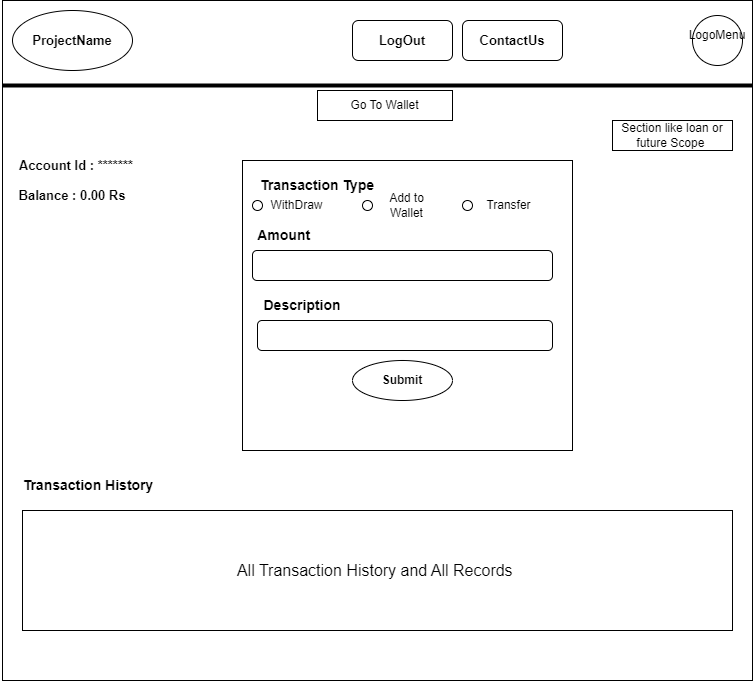 ProjectName
LogOut
ContactUs
LogoMenu
Go To Wallet
Section like loan or
future Scope
Account Id : *******
Balance : 0.00 Rs
Transaction Type
WithDraw
Add to
Wallet
Transfer
Amount
Description
Submit
Transaction History
All Transaction History and All Records